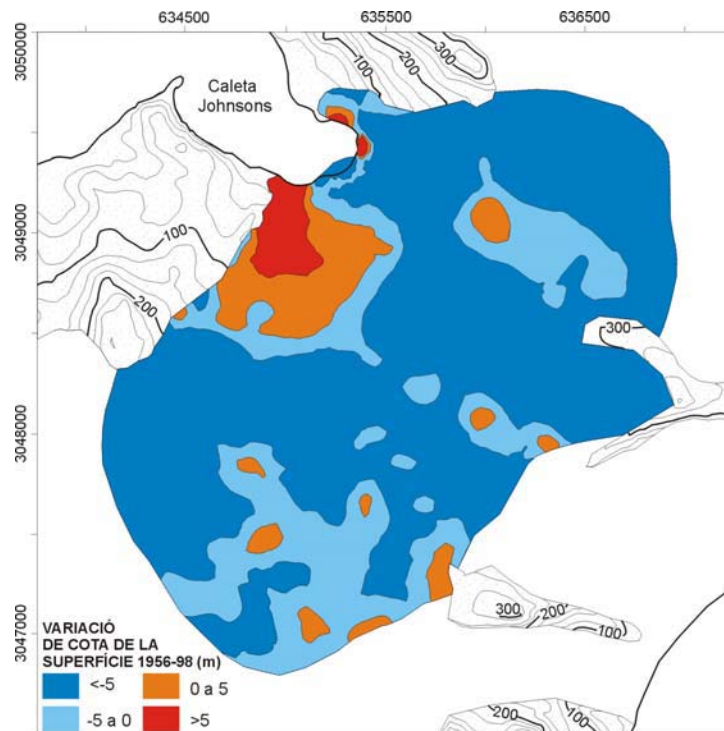 634500 635500 636500
3050000
3049000
3048000
3047000
100
200
300
Caleta
Johnsons
100
200
300
300
200
100
200
100
VARIACIÓ
DE COTA DE LA
SUPERFÍCIE 1956-98 (m)
<-5
0 a 5
-5 a 0
>5